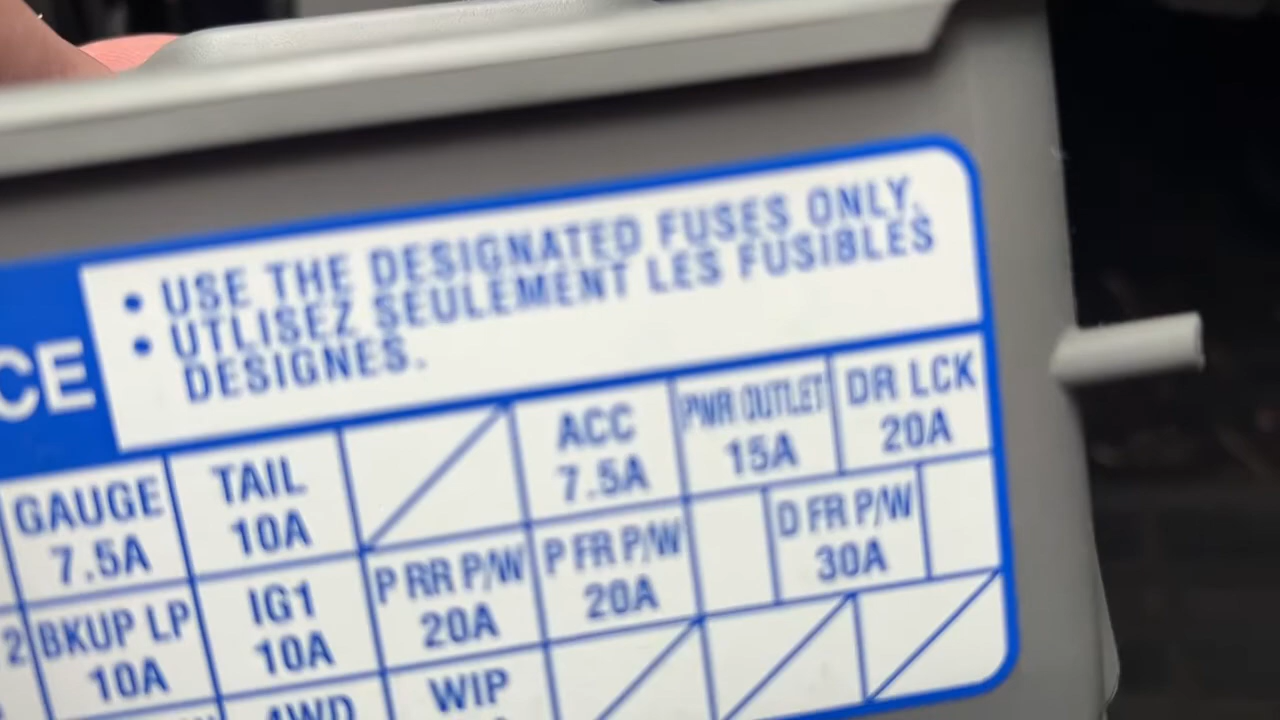 CE
• USE THE DESIGNATED FUSES ONLY.
• UTLISEZ SEULEMENT LES FUSIBLES
DESIGNES.
GAUGE
7.5A
TAIL
10A
ACC
7.5A
PWR OUTLET
15A
DR LCK
20A
2
BKUP LP
10A
IG1
10A
P RR P/W
20A
P FR P/W
20A
D FR P/W
30A
4WD
WIP